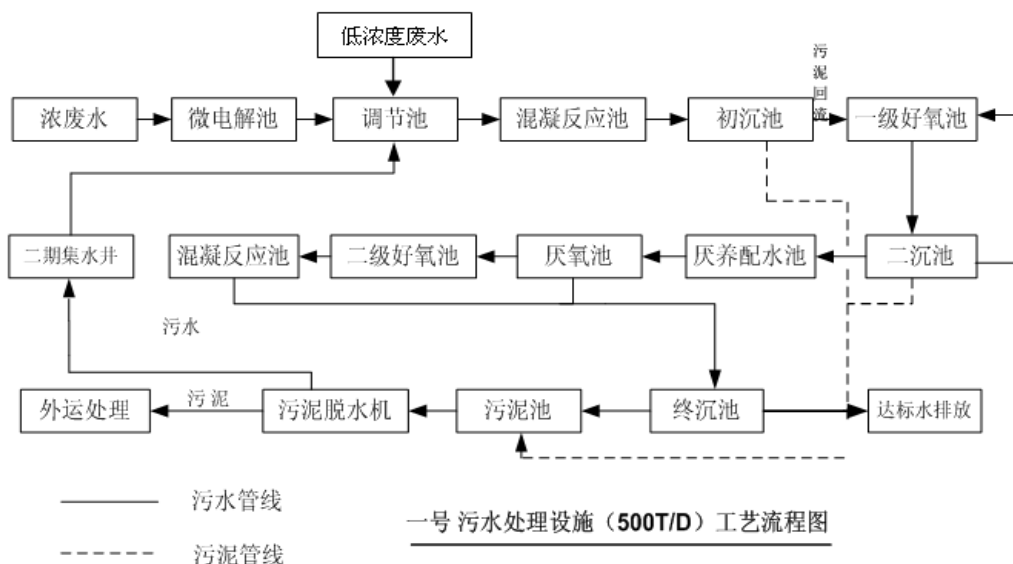 低浓度废水
污泥回流
浓废水
微电解池
调节池
混凝反应池
初沉池
一级好氧池
二期集水井
混凝反应池
二级好氧池
厌氧池
厌养配水池
二沉池
污水
外运处理
污泥
污泥脱水机
污泥池
终沉池
达标水排放
污水管线
一号 污水处理设施（500T/D）工艺流程图
污泥管线